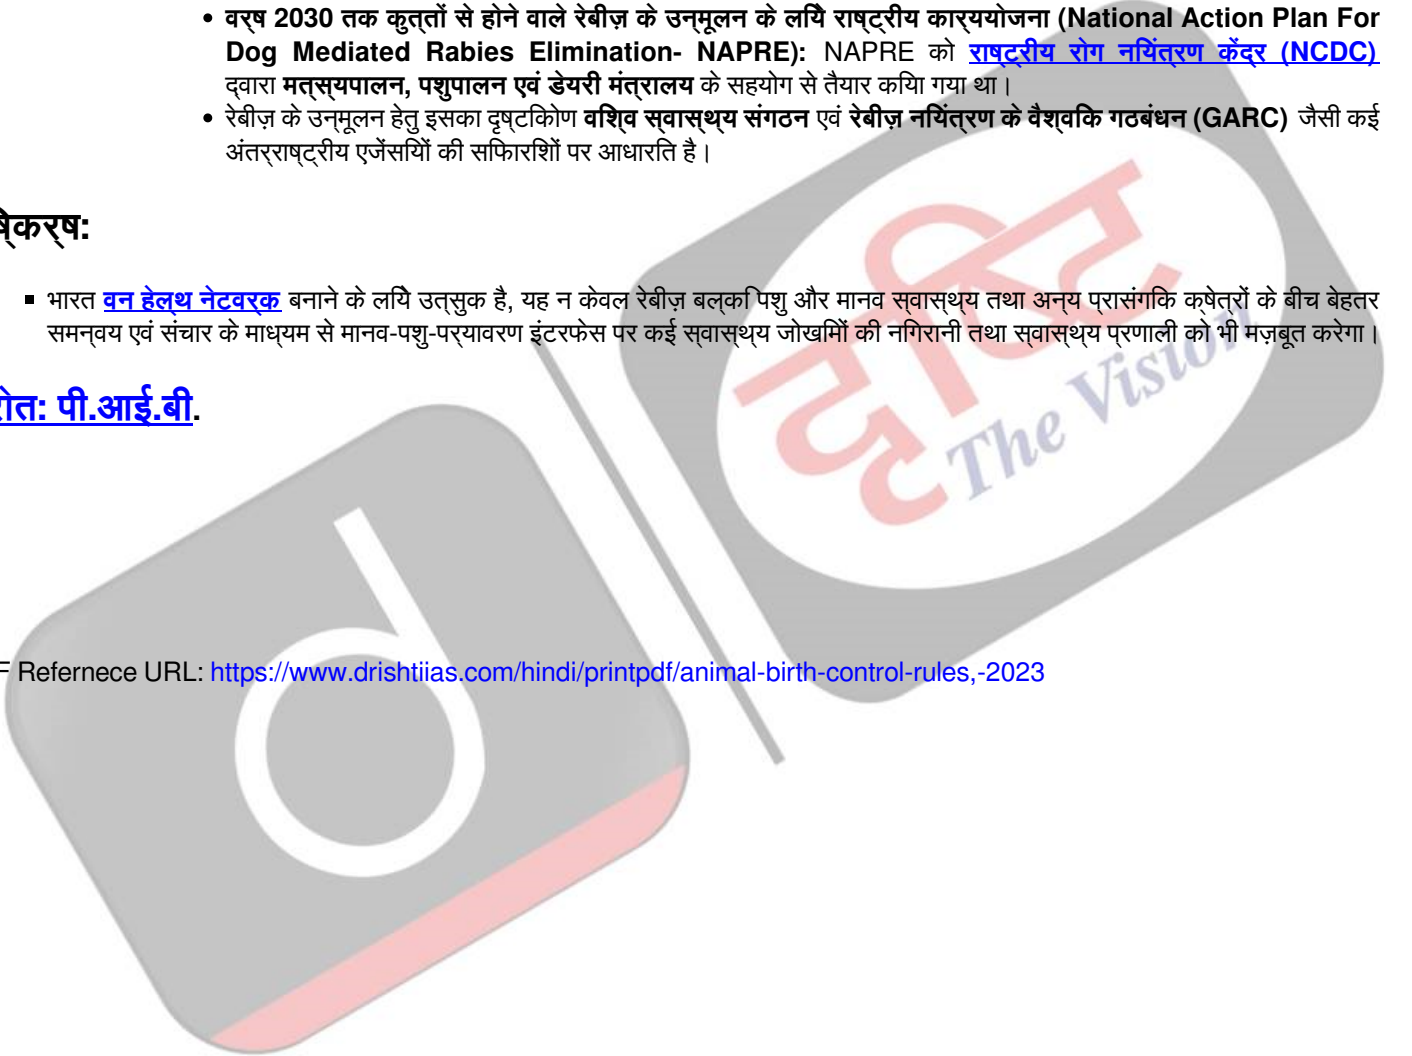 वर्ष 2030 तक कुत्तों से होने वाले रेबीज़ के उन्मूलन के लिये राष्ट्रीय कार्ययोजना (National Action Plan For
Dog Mediated Rabies Elimination- NAPRE): NAPRE को राष्ट्रीय रोग नियंत्रण केंद्र (NCDC)
द्वारा मत्स्यपालन, पशुपालन एवं डेयरी मंत्रालय के सहयोग से तैयार किया गया था।
रेबीज़ के उन्मूलन हेतु इसका दृष्टिकोण वश्वि स्वास्थ्य संगठन एवं रेबीज़ नियंत्रण के वैश्विक गठबंधन (GARC) जैसी कई
अंतर्राष्ट्रीय एजेंसियों की सिफारिशों पर आधारित है।
ष्किर्ष:
भारत वन हेल्थ नेटवर्क बनाने के लिये उत्सुक है, यह न केवल रेबीज़ बल्कि पशु और मानव स्वास्थ्य तथा अन्य प्रासंगिक क्षेत्रों के बीच बेहतर
समन्वय एवं संचार के माध्यम से मानव-पशु-पर्यावरण इंटरफेस पर कई स्वास्थ्य जोखिमों की निगरानी तथा स्वास्थ्य प्रणाली को भी मज़बूत करेगा।
रोत: पी.आई.बी.
दृष्टि
The Vision
d
F Refernece URL: https://www.drishtiias.com/hindi/printpdf/animal-birth-control-rules,-2023